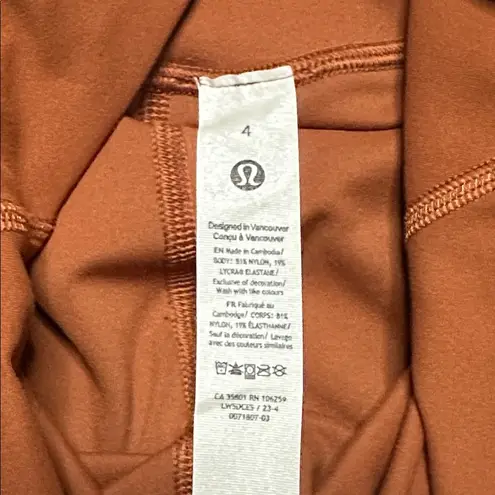 4
Designed in Vancouver
Conçu à Vancouver
EN Made in Cambodia/
BODY: 81% NYLON, 19%
LYCRA® ELASTANE/
Exclusive of decoration/
Wash with like colours
FR Fabriqué au
Cambodge/ CORPS: 81%
NYLON, 19% ÉLASTHANNE/
Sauf la décoration/ Lavage
avec des couleurs similaires
CA 35801 RN 106259
/ 23-4
0071807-03